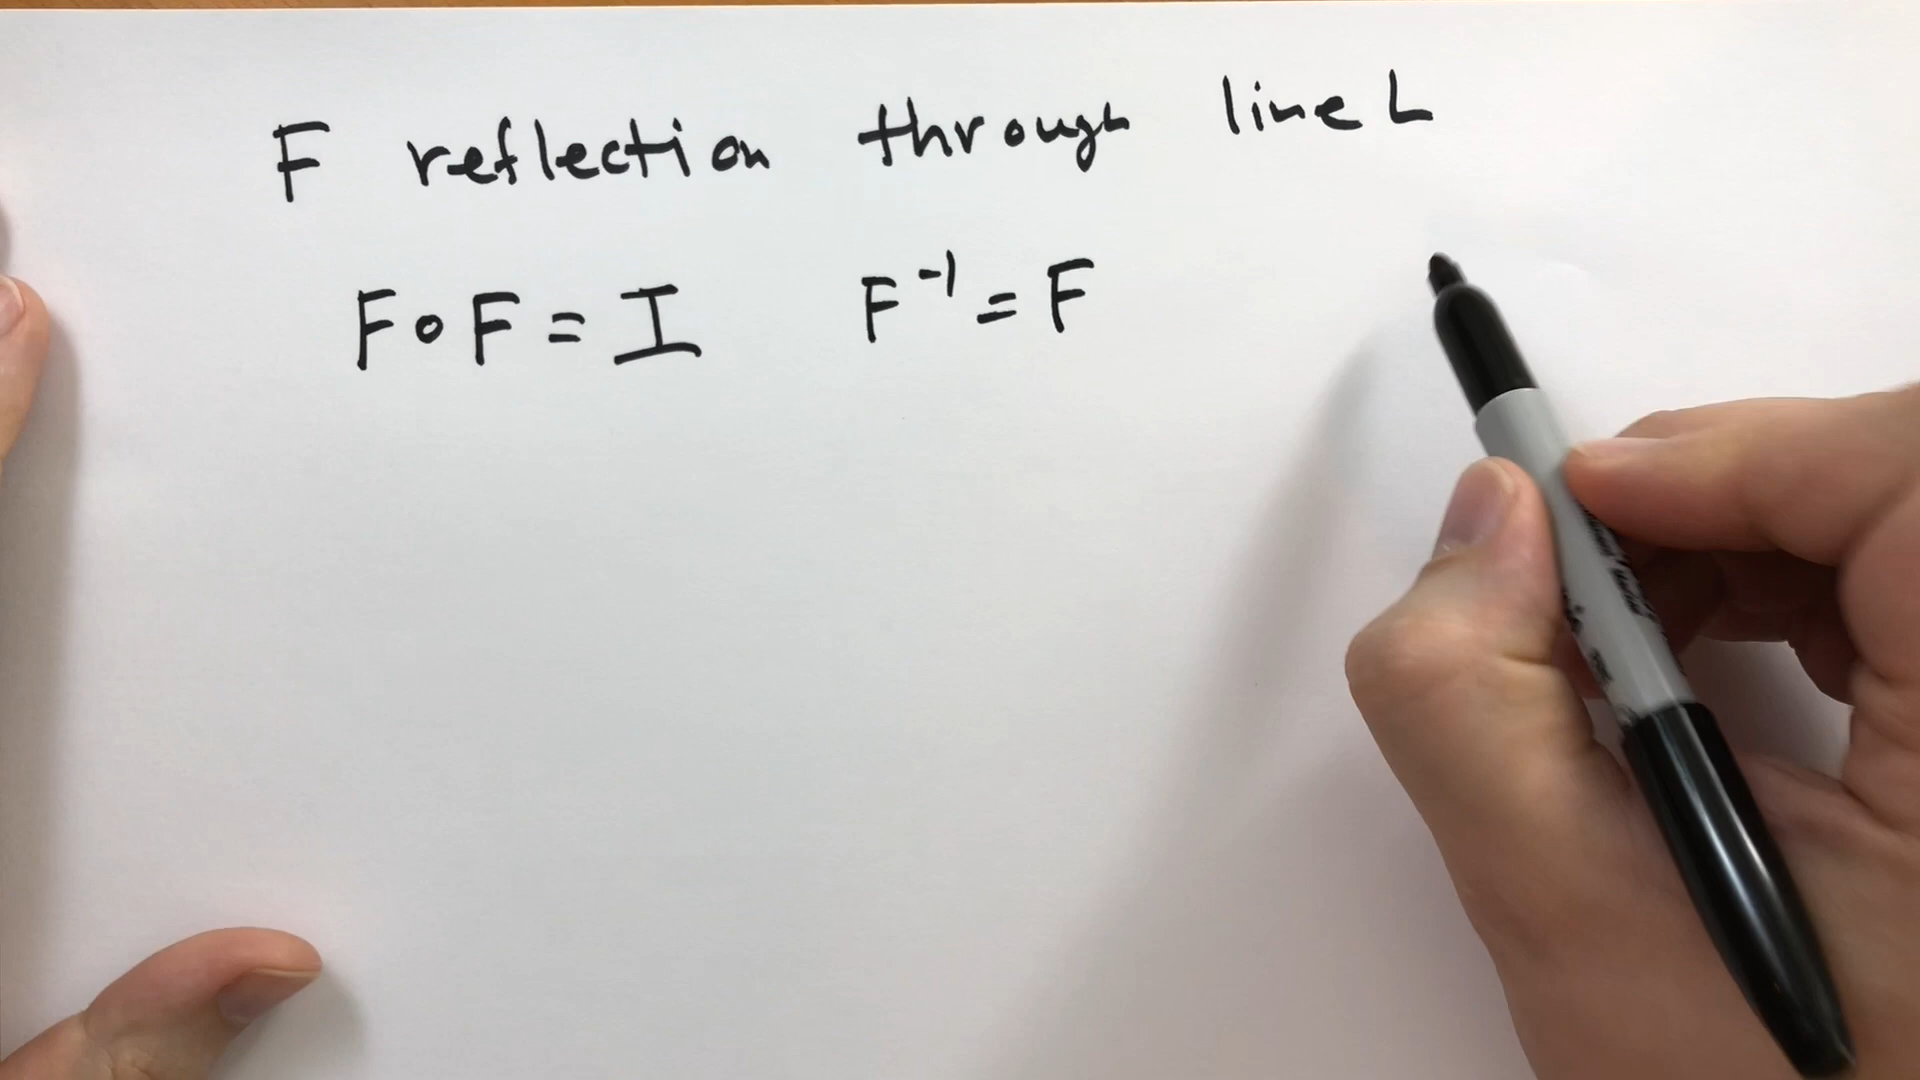 F reflection through line L
F∘F = I F⁻¹ = F